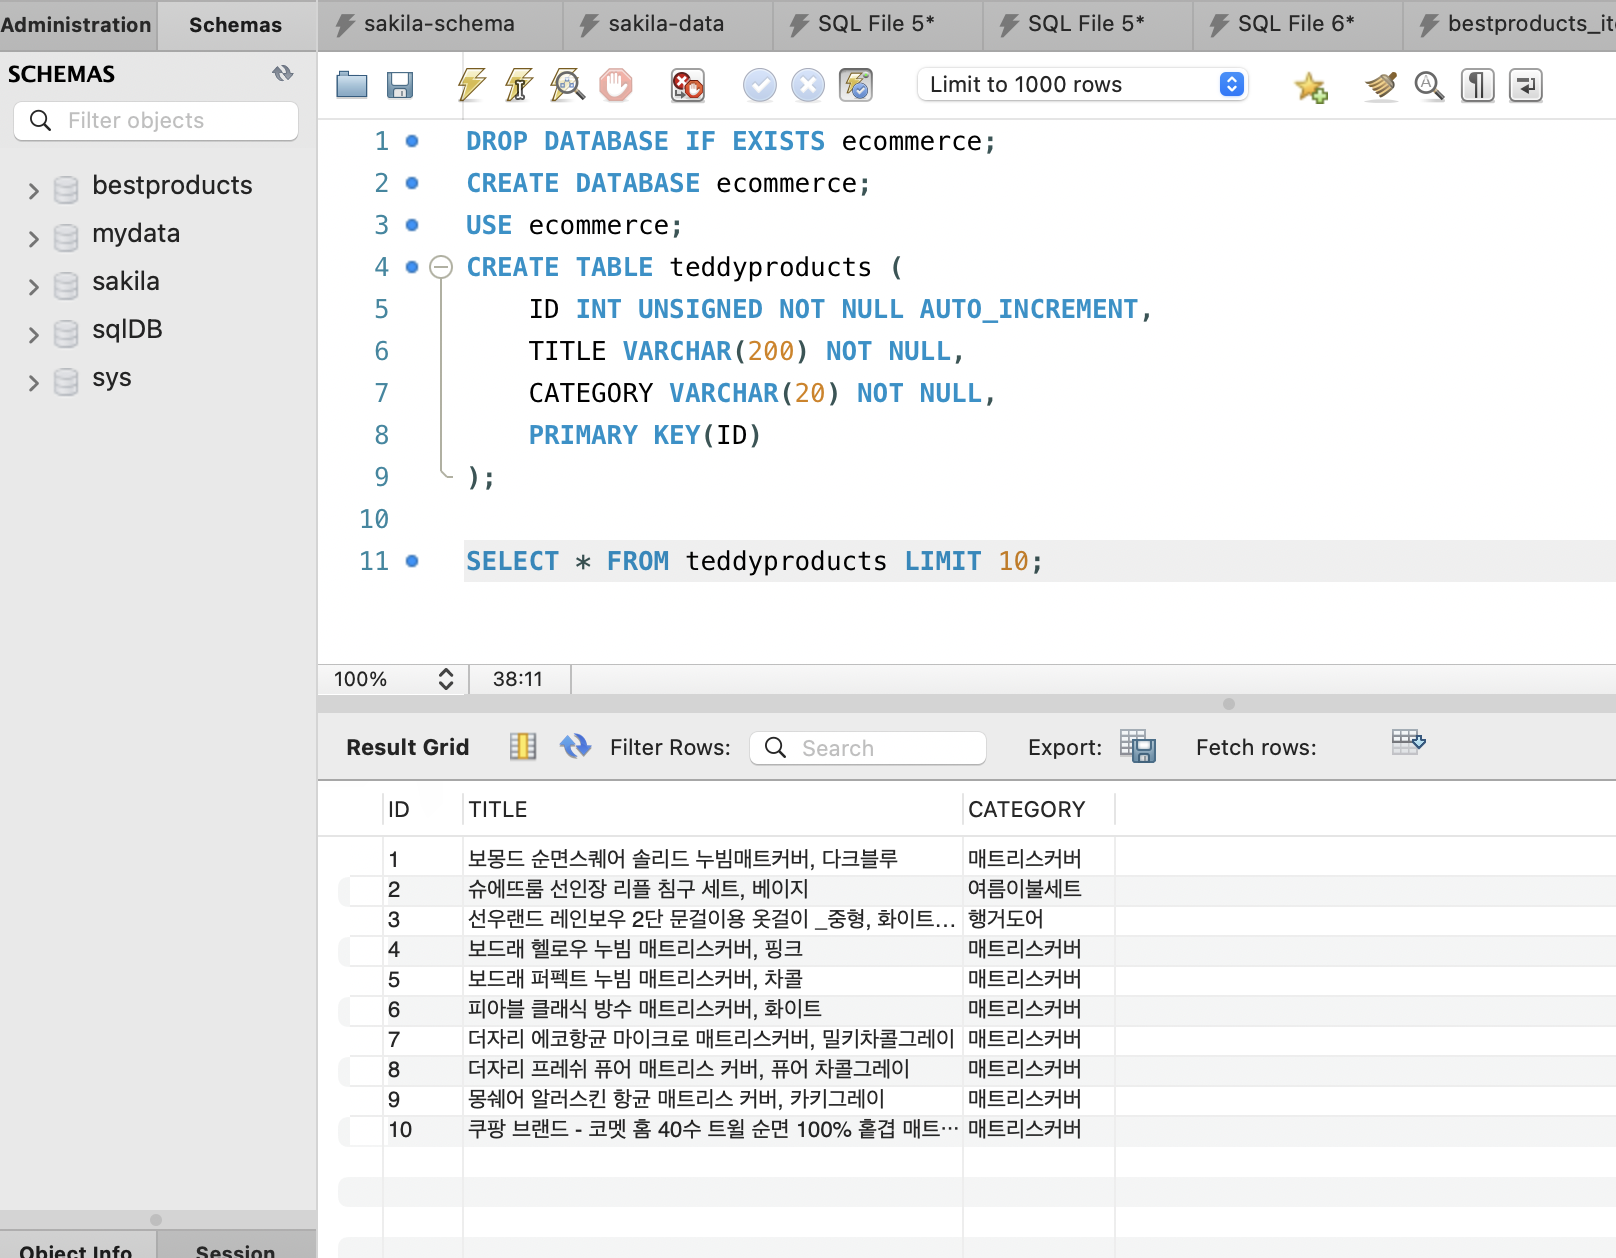 Administration Schemas sakila-schema sakila-data SQL File 5* SQL File 5* SQL File 6* bestproducts_it
SCHEMAS
Limit to 1000 rows
Filter objects
bestproducts
mydata
sakila
sqlDB
sys
1 DROP DATABASE IF EXISTS ecommerce;
2 CREATE DATABASE ecommerce;
3 USE ecommerce;
4 CREATE TABLE teddyproducts (
5 ID INT UNSIGNED NOT NULL AUTO_INCREMENT,
6 TITLE VARCHAR(200) NOT NULL,
7 CATEGORY VARCHAR(20) NOT NULL,
8 PRIMARY KEY(ID)
9 );
10
11 SELECT * FROM teddyproducts LIMIT 10;
100% 38:11
Result Grid Filter Rows: Search Export: Fetch rows:
ID TITLE CATEGORY
1 보몽드 순면스퀘어 솔리드 누빔매트커버, 다크블루 매트리스커버
2 슈에뜨룸 선인장 리플 침구 세트, 베이지 여름이불세트
3 선우랜드 레인보우 2단 문걸이용 옷걸이 _중형, 화이트... 행거도어
4 보드래 헬로우 누빔 매트리스커버, 핑크 매트리스커버
5 보드래 퍼펙트 누빔 매트리스커버, 차콜 매트리스커버
6 피아블 클래식 방수 매트리스커버, 화이트 매트리스커버
7 더자리 에코항균 마이크로 매트리스커버, 밀키차콜그레이 매트리스커버
8 더자리 프레쉬 퓨어 매트리스 커버, 퓨어 차콜그레이 매트리스커버
9 몽쉐어 알러스킨 항균 매트리스 커버, 카키그레이 매트리스커버
10 쿠팡 브랜드 - 코멧 홈 40수 트윌 순면 100% 홑겹 매트… 매트리스커버
Object Info Session